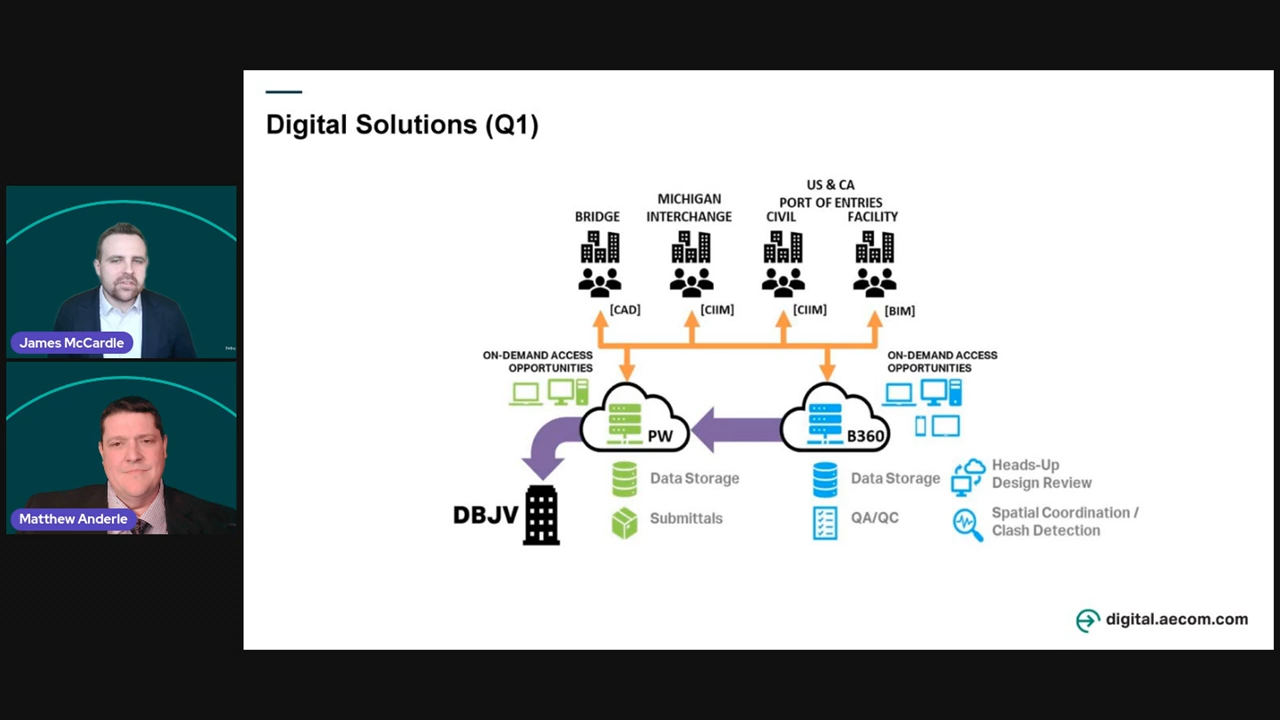 Digital Solutions (Q1)
US & CA
PORT OF ENTRIES
MICHIGAN
BRIDGE
INTERCHANGE
CIVIL
FACILITY
[CAD]
[CIIM]
[CIIM]
[BIM]
ON-DEMAND ACCESS
OPPORTUNITIES
ON-DEMAND ACCESS
OPPORTUNITIES
PW
B360
Data Storage
Submittals
Data Storage
QA/QC
Heads-Up
Design Review
Spatial Coordination /
Clash Detection
DBJV
James McCardle
Matthew Anderle
digital.aecom.com